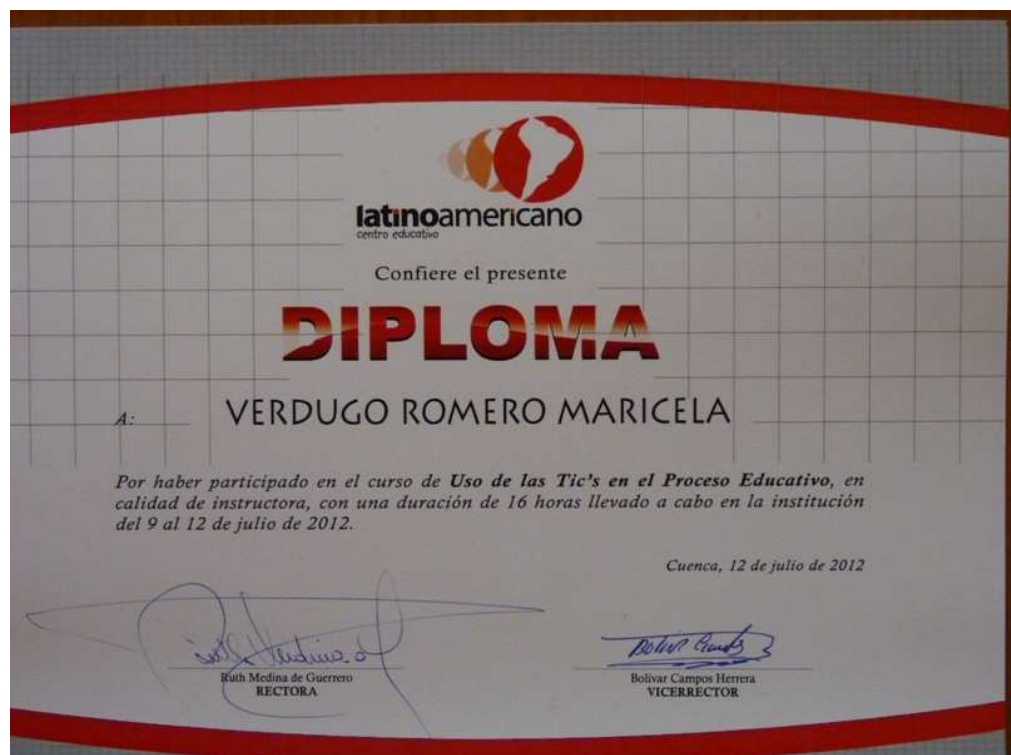 latinoamericano
centro educativo
Confiere el presente
DIPLOMA
A: VERDUGO ROMERO MARICELA
Por haber participado en el curso de Uso de las Tic's en el Proceso Educativo, en
calidad de instructora, con una duración de 16 horas llevado a cabo en la institución
del 9 al 12 de julio de 2012.
Cuenca, 12 de julio de 2012
Ruth Medina de Guerrero
RECTORA
Bolivar Campos Herrera
VICERRECTOR